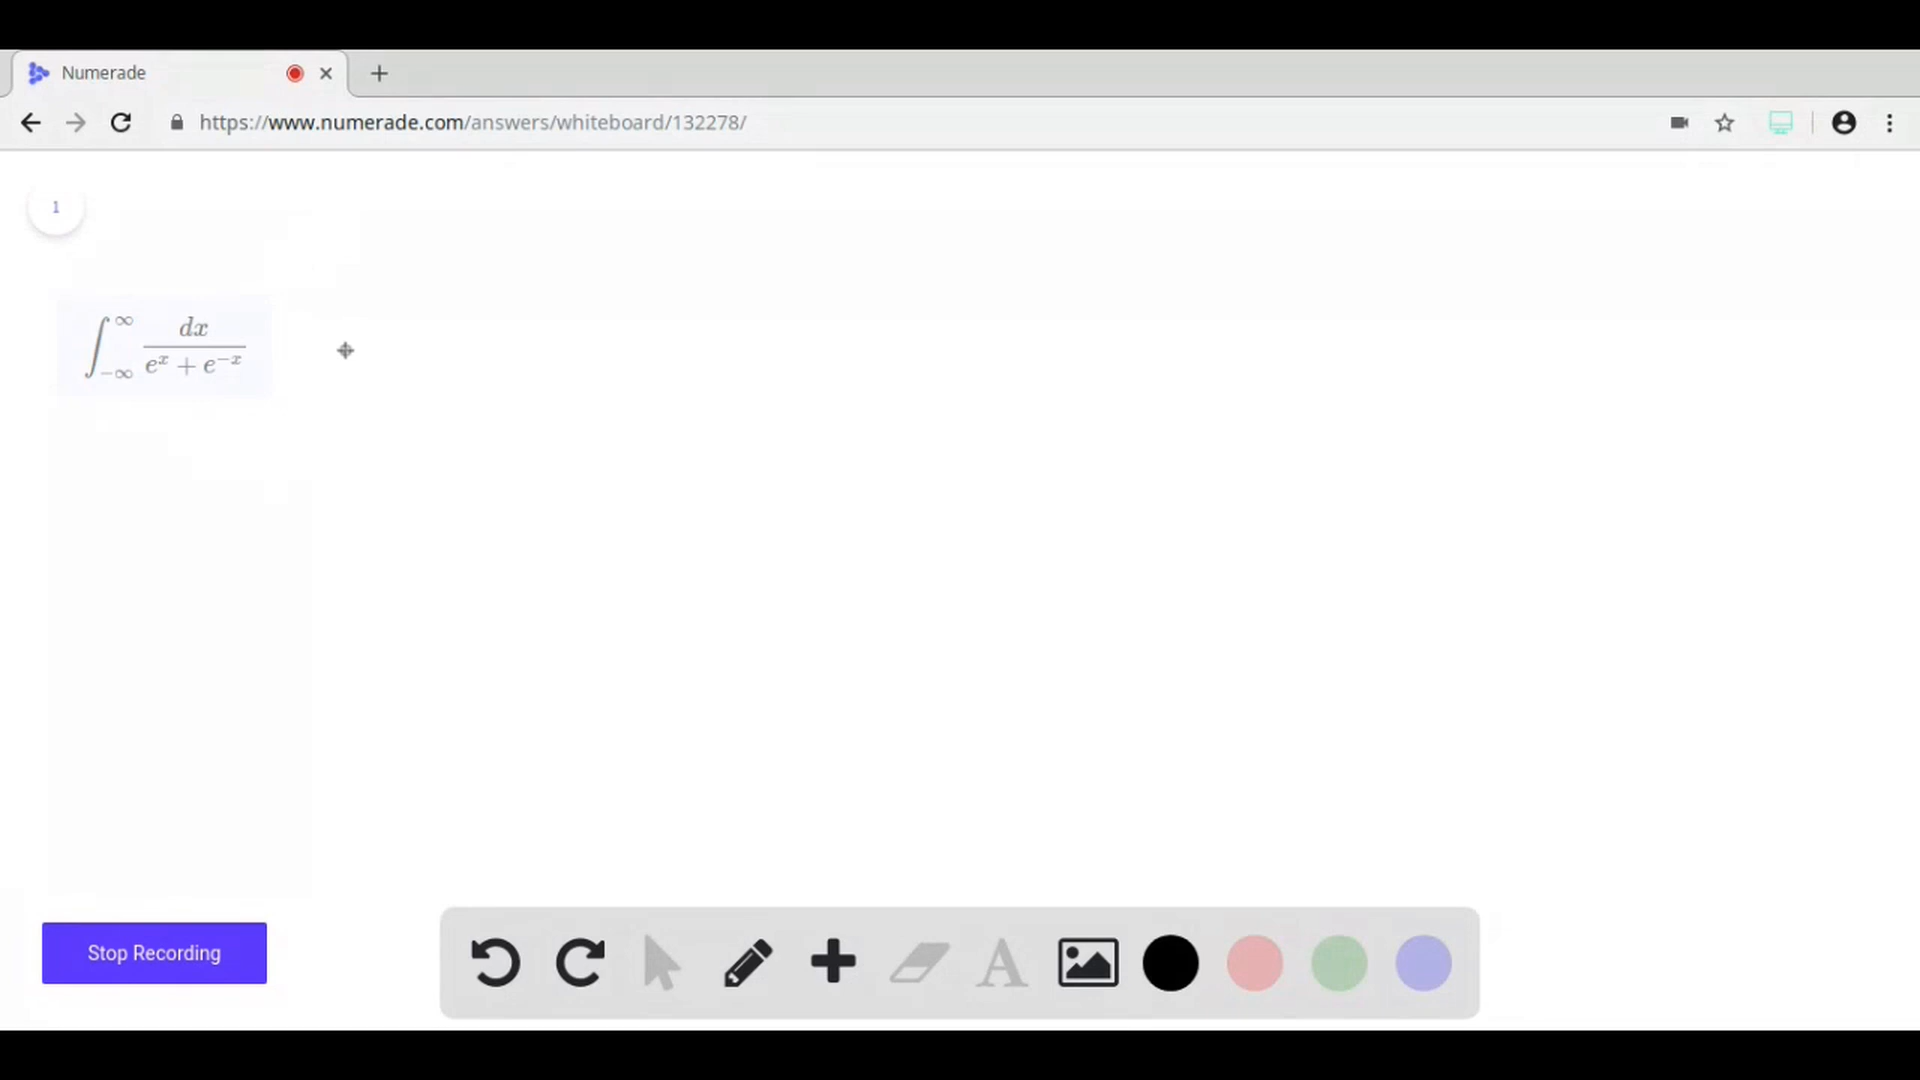 Numerade
https://www.numerade.com/answers/whiteboard/132278/
1
∫_{-∞}^{∞} dx / (e^x + e^{-x})
Stop Recording
A